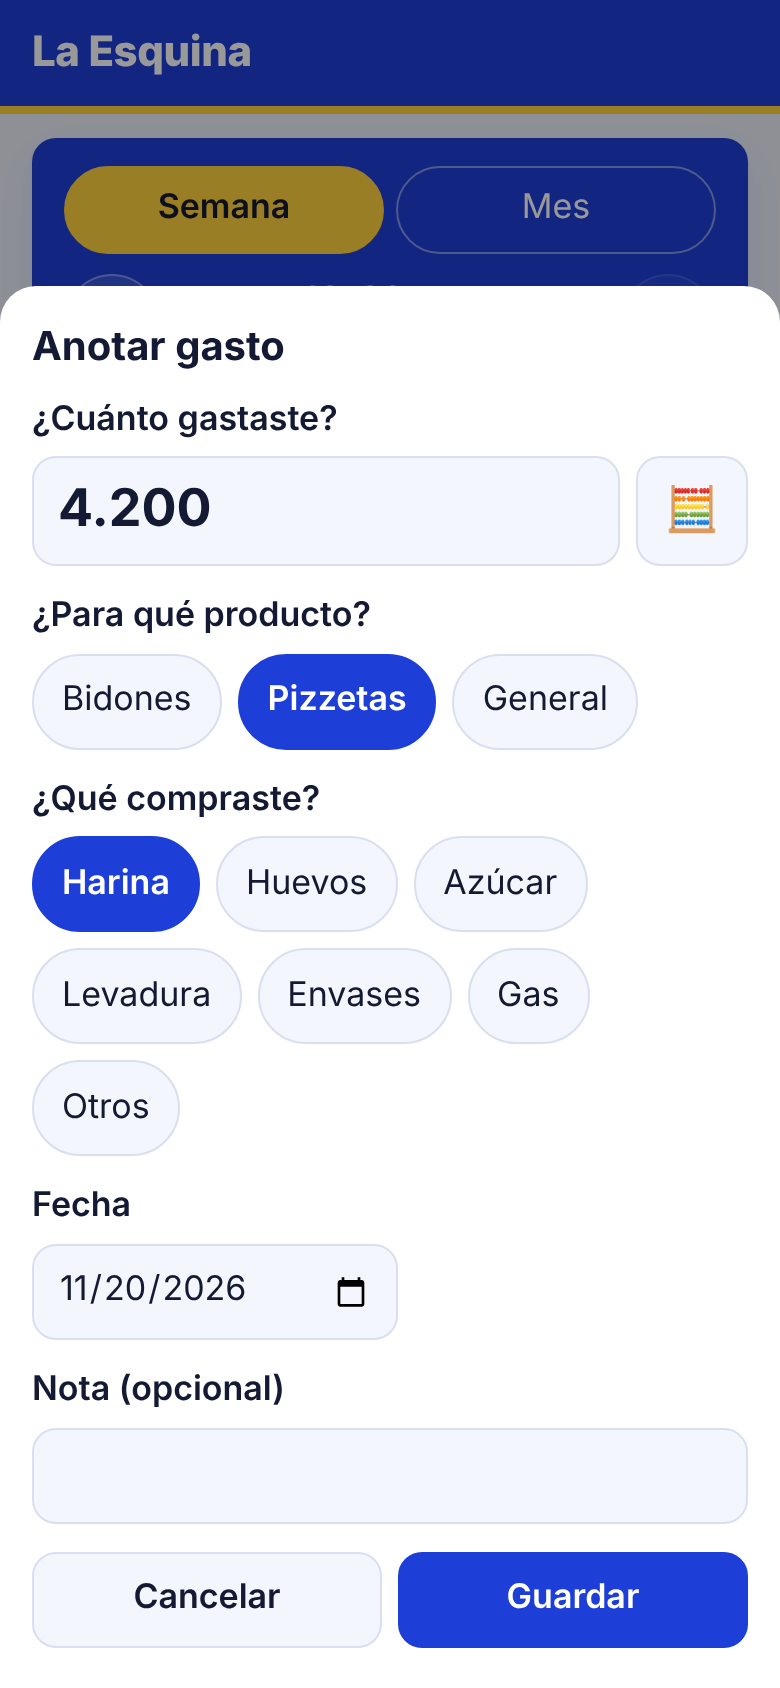 La Esquina
Semana Mes
Anotar gasto
¿Cuánto gastaste?
4.200
¿Para qué producto?
Bidones Pizzetas General
¿Qué compraste?
Harina Huevos Azúcar
Levadura Envases Gas
Otros
Fecha
11/20/2026
Nota (opcional)
Cancelar Guardar